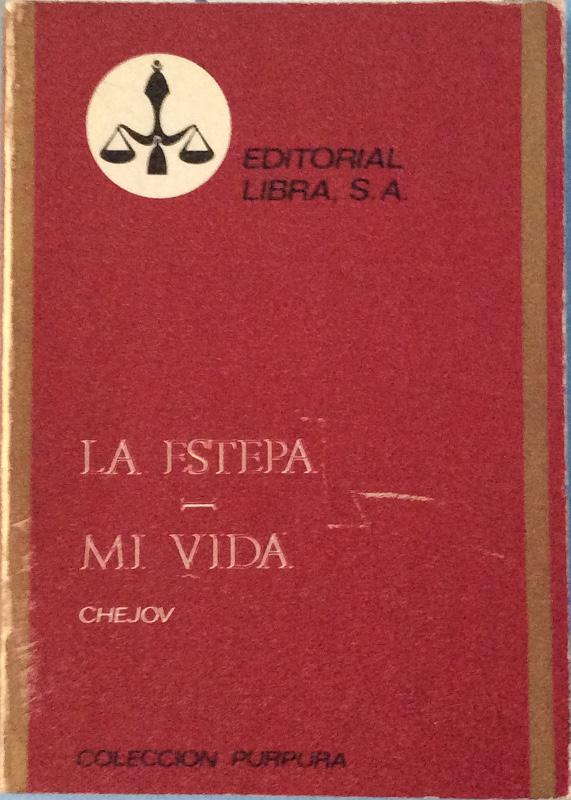 EDITORIAL
LIBRA, S.A.
LA ESTEPA
MI VIDA
CHEJOV
COLECCION PURPURA